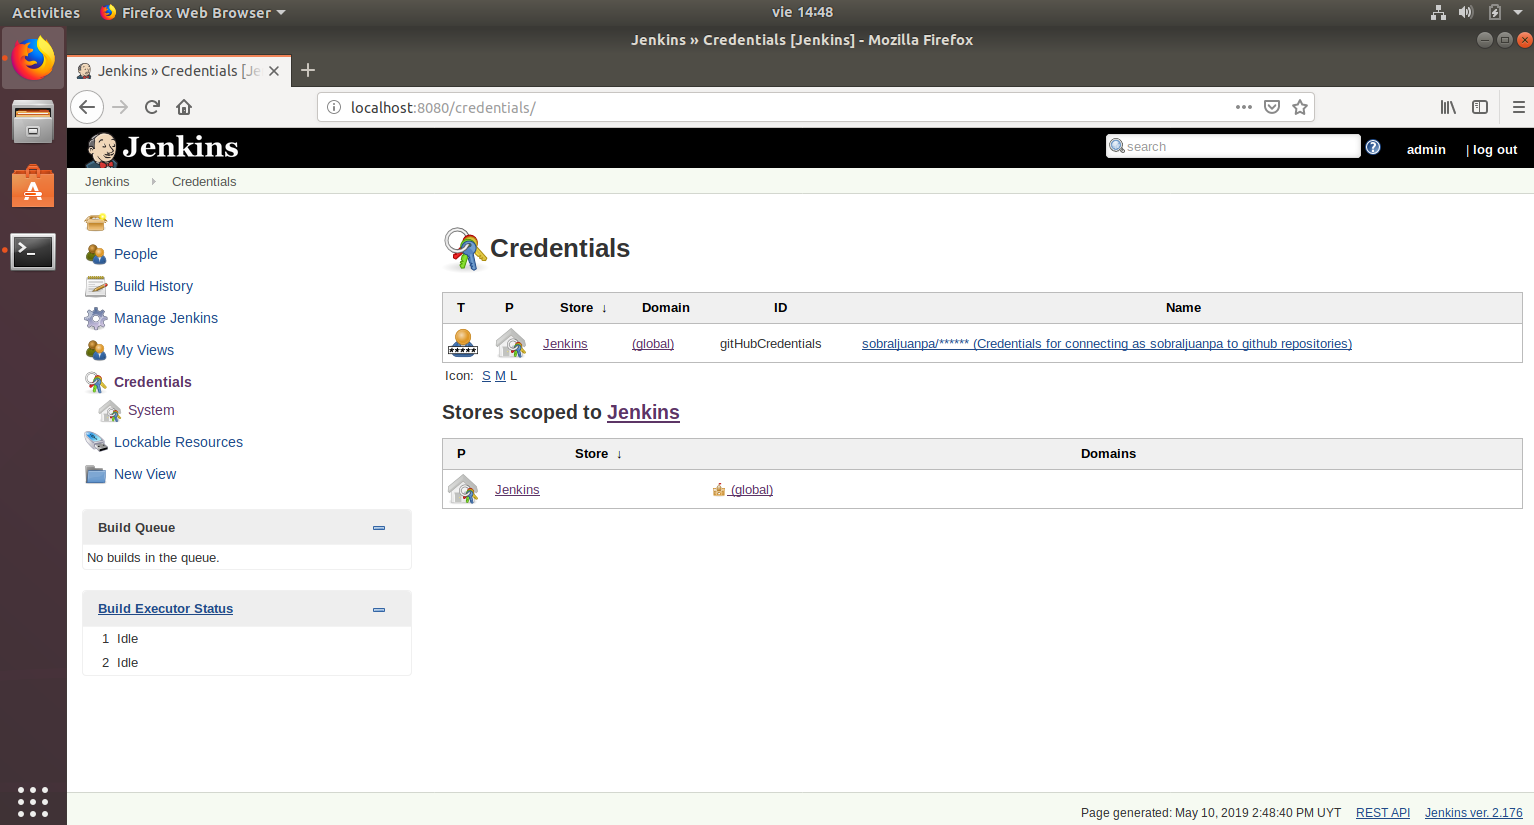 Activities Firefox Web Browser vie 14:48
Jenkins » Credentials [Jenkins] - Mozilla Firefox
Jenkins » Credentials [Je
localhost:8080/credentials/
Jenkins search admin | log out
Jenkins Credentials
New Item
People
Build History
Manage Jenkins
My Views
Credentials
System
Lockable Resources
New View
Build Queue
No builds in the queue.
Build Executor Status
1 Idle
2 Idle
Credentials
T P Store ↓ Domain ID Name
Jenkins (global) gitHubCredentials sobraljuanpa/****** (Credentials for connecting as sobraljuanpa to github repositories)
Icon: S M L
Stores scoped to Jenkins
P Store ↓ Domains
Jenkins (global)
Page generated: May 10, 2019 2:48:40 PM UYT REST API Jenkins ver. 2.176